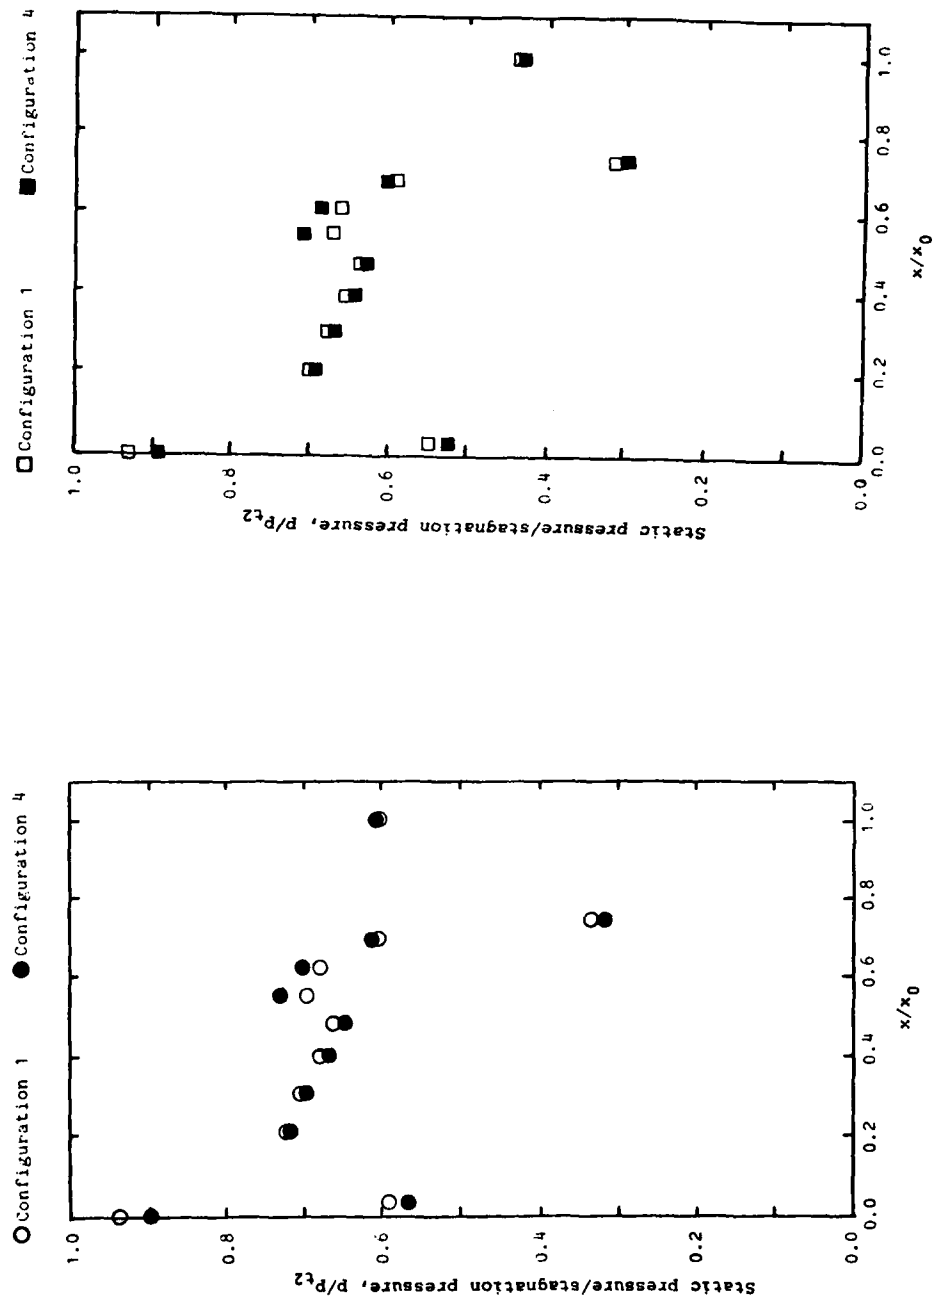 ○ Configuration 1 ● Configuration 4
Static pressure/stagnation pressure, p/pt2
1.0
0.8
0.6
0.4
0.2
0.0
0.0 0.2 0.4 0.6 0.8 1.0
x/x0
□ Configuration 1 ■ Configuration 4
Static pressure/stagnation pressure, p/pt2
1.0
0.8
0.6
0.4
0.2
0.0
0.0 0.2 0.4 0.6 0.8 1.0
x/x0